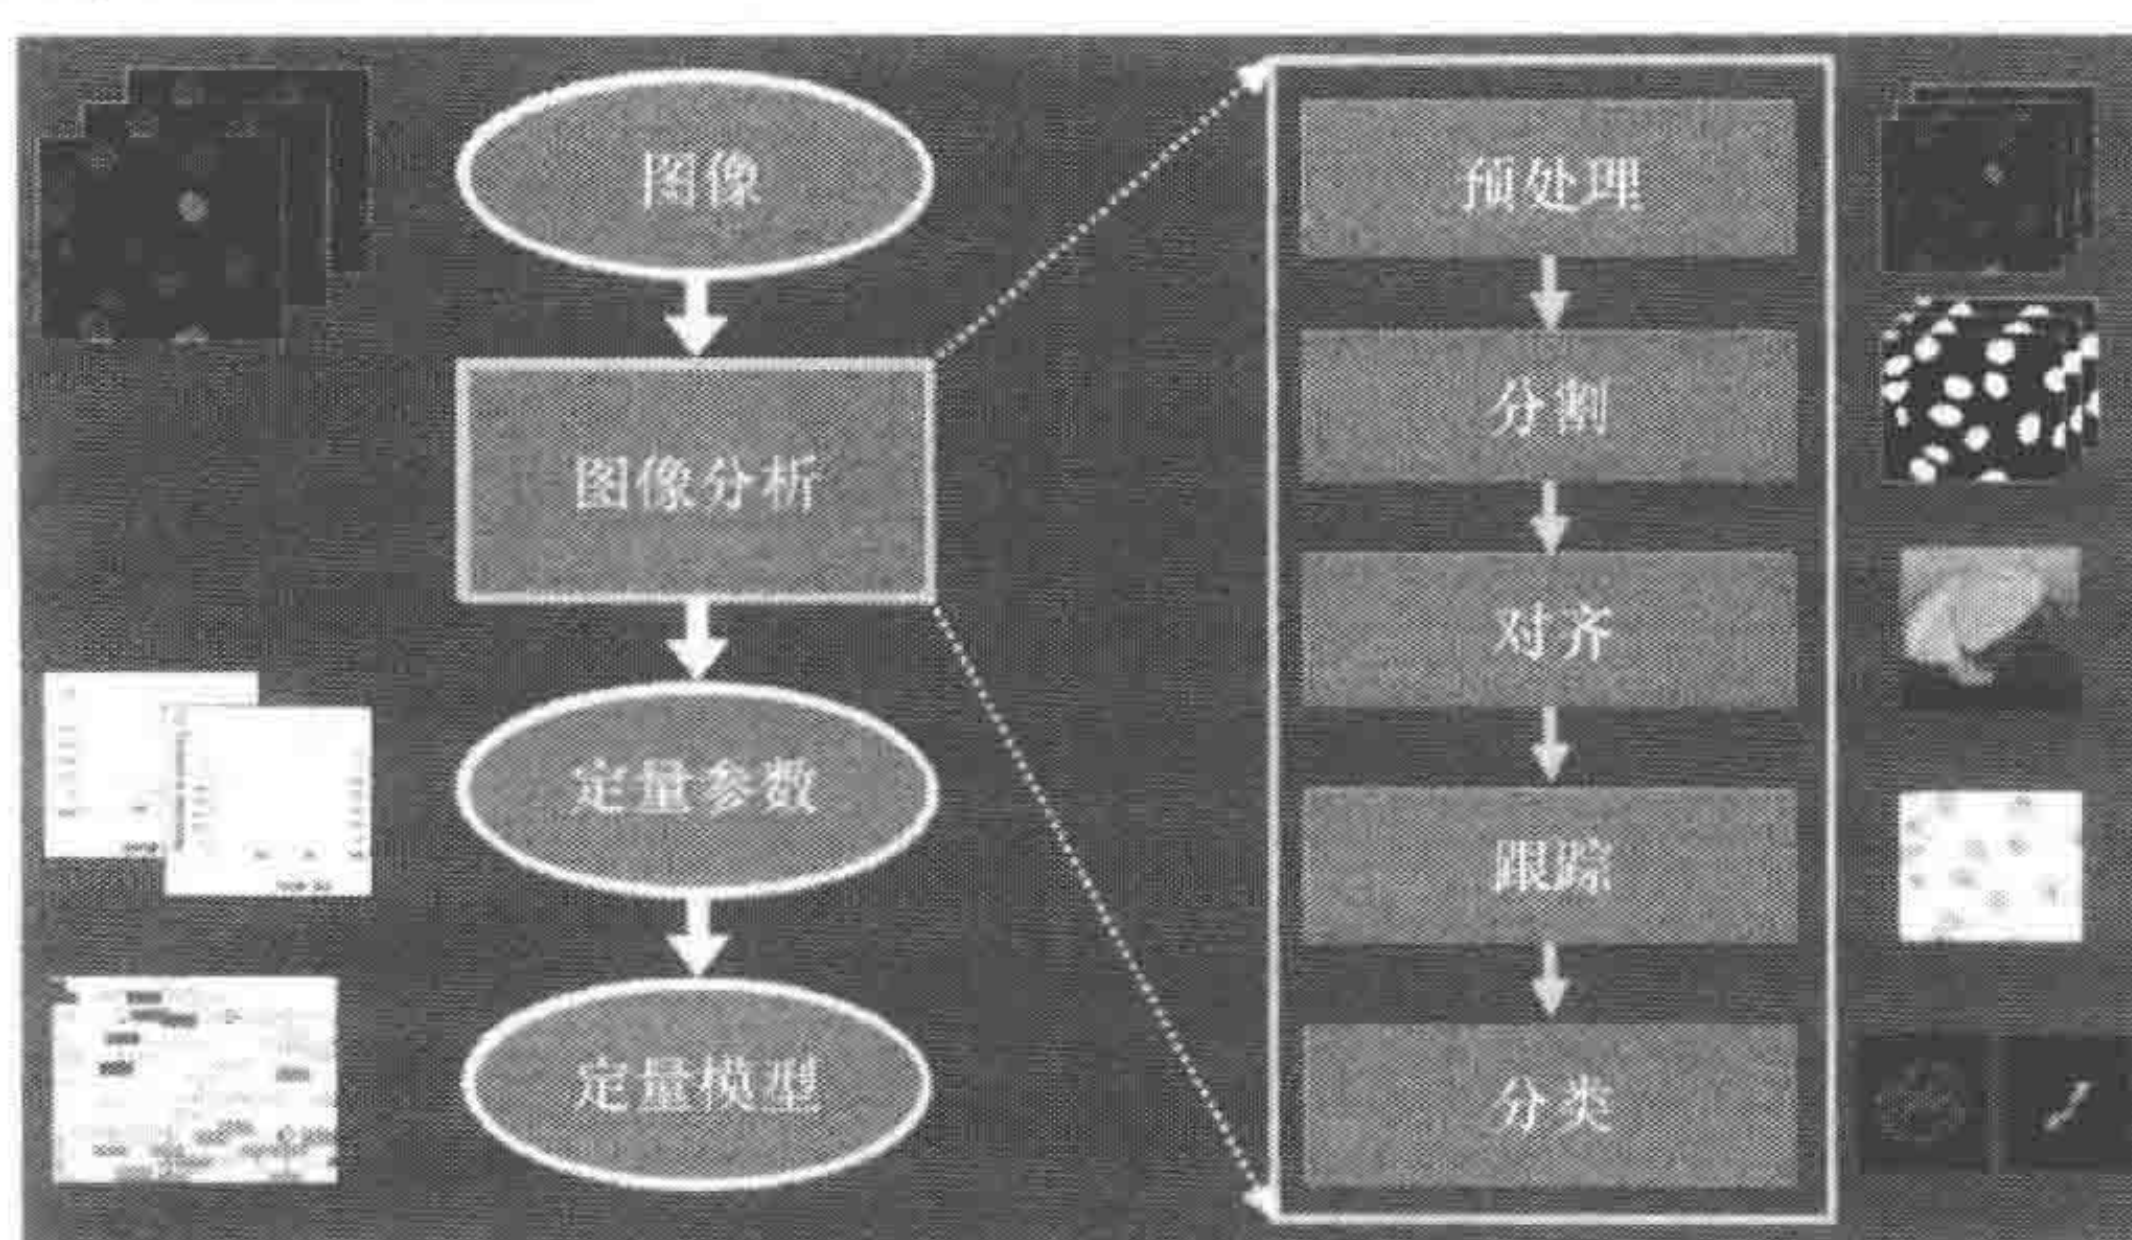 图像
图像分析
定量参数
定量模型
预处理
分割
对齐
跟踪
分类